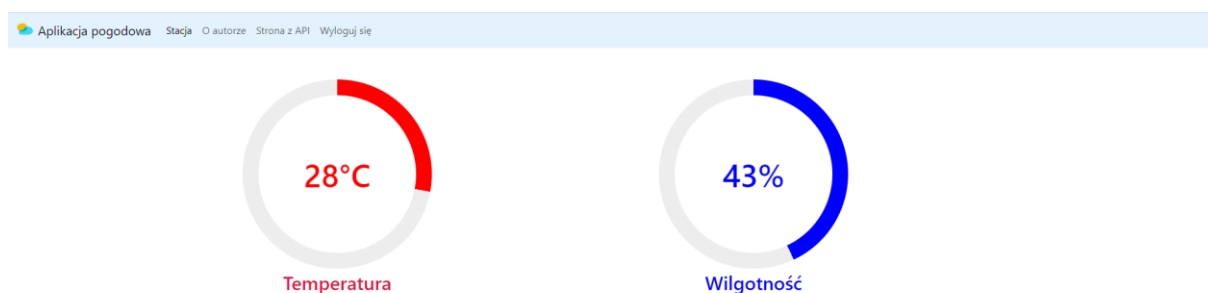 Aplikacja pogodowa Stacja O autorze Strona z API Wyloguj się
28°C 43%
Temperatura Wilgotność